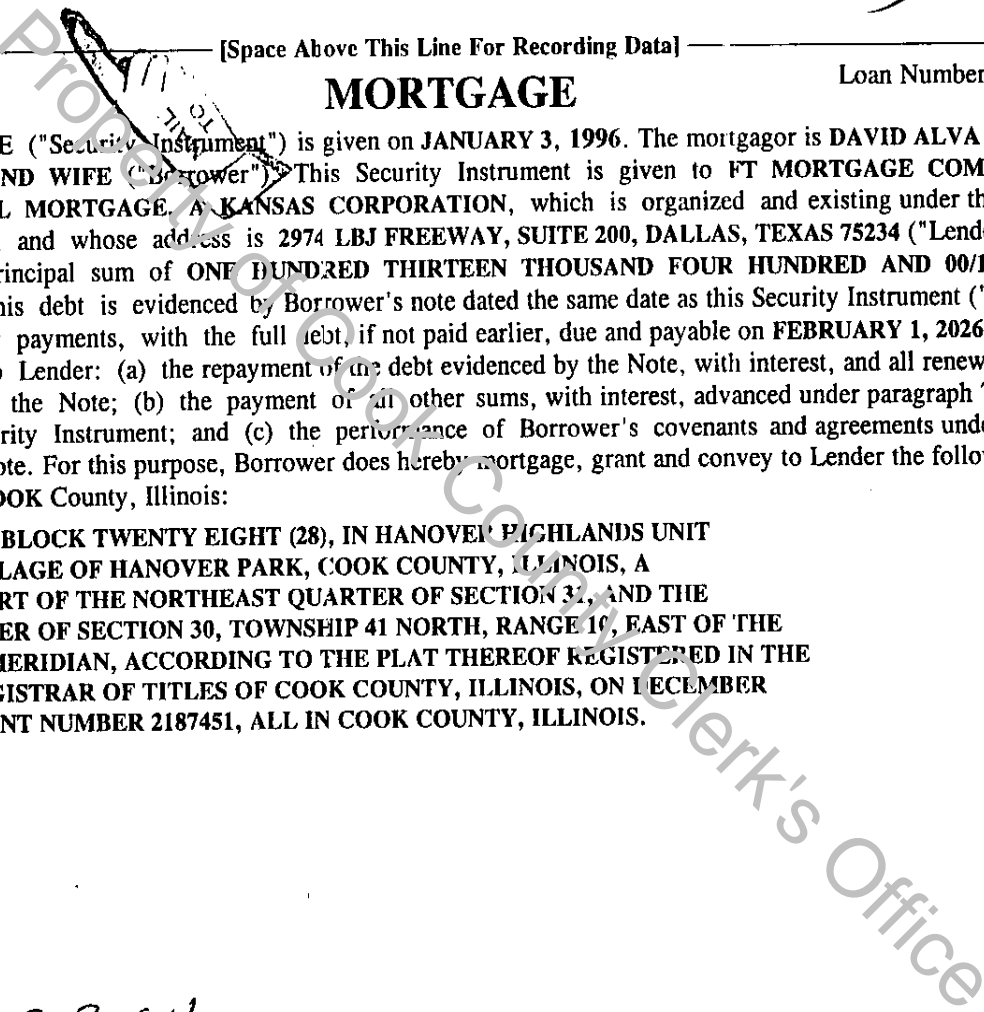 [Space Above This Line For Recording Data]
Loan Number
MORTGAGE
E ("Security Instrument") is given on JANUARY 3, 1996. The mortgagor is DAVID ALVA
ND WIFE ("Borrower"). This Security Instrument is given to FT MORTGAGE COM
L MORTGAGE, A KANSAS CORPORATION, which is organized and existing under th
and whose address is 2974 LBJ FREEWAY, SUITE 200, DALLAS, TEXAS 75234 ("Lend
rincipal sum of ONE HUNDRED THIRTEEN THOUSAND FOUR HUNDRED AND 00/1
his debt is evidenced by Borrower's note dated the same date as this Security Instrument ("
payments, with the full debt, if not paid earlier, due and payable on FEBRUARY 1, 2026
Lender: (a) the repayment of the debt evidenced by the Note, with interest, and all renew
the Note; (b) the payment of all other sums, with interest, advanced under paragraph
rity Instrument; and (c) the performance of Borrower's covenants and agreements und
ote. For this purpose, Borrower does hereby mortgage, grant and convey to Lender the follo
OOK County, Illinois:
BLOCK TWENTY EIGHT (28), IN HANOVER HIGHLANDS UNIT
LAGE OF HANOVER PARK, COOK COUNTY, ILLINOIS, A
RT OF THE NORTHEAST QUARTER OF SECTION AND THE
ER OF SECTION 30, TOWNSHIP 41 NORTH, RANGE 10, EAST OF THE
MERIDIAN, ACCORDING TO THE PLAT THEREOF REGISTERED IN THE
GISTRAR OF TITLES OF COOK COUNTY, ILLINOIS, ON DECEMBER
NT NUMBER 2187451, ALL IN COOK COUNTY, ILLINOIS.
Property of Cook County Clerk's Office